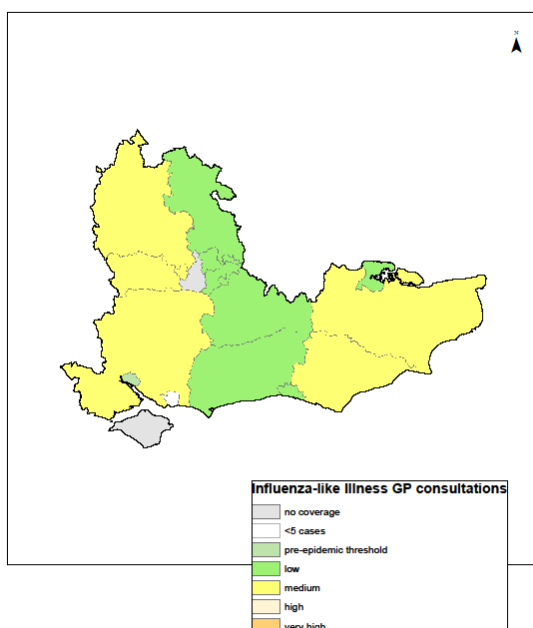 N
Influenza-like Illness GP consultations
no coverage
<5 cases
pre-epidemic threshold
low
medium
high
very high